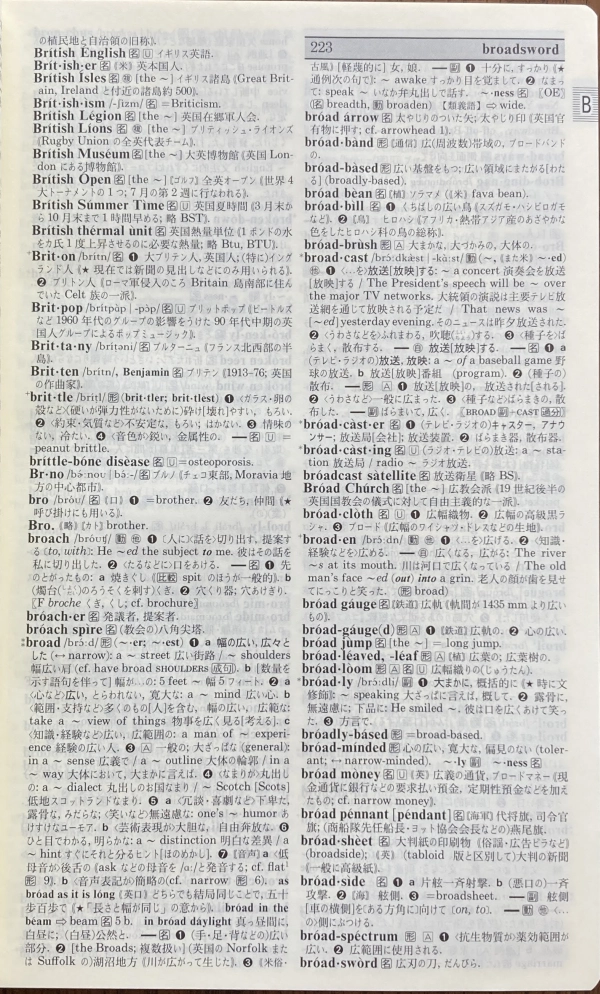 の植民地と自治領の旧称》.
British English 名 U イギリス英語.
Brit·ish·er 名 《米》英本国人.
British Isles 名 複 [the ~] イギリス諸島 (Great Brit-
ain, Ireland と付近の諸島約 500).
Brit·ish·ism /-ʃìzm/ 名 =Briticism.
British Légion 名 [the ~] 英国在郷軍人会.
British Lions 名 複 [the ~] ブリティッシュ・ライオンズ
《Rugby Union の全英代表チーム》.
British Muséum 名 [the ~] 大英博物館《英国 Lon-
don にある博物館》.
British Open 名 [the ~] 〖ゴルフ〗全英オープン《世界 4
大トーナメントの 1 つ; 7 月の第 2 週に行なわれる》.
British Súmmer Time 名 U 英国夏時間《3 月末か
ら 10 月末まで 1 時間早める; 略 BST》.
British thérmal ùnit 名 英国熱量単位《1 ポンドの水
をカ氏 1 度上昇させるのに必要な熱量; 略 Btu, BTU》.
Brit·on /brítn/ 名 ❶ 大ブリテン人, 英国人; (特に)イング
ランド人《★ 現在では新聞の見出しなどにのみ用いられる》.
❷ ブリトン人《ローマ軍侵入のころ Britain 島南部に住ん
でいた Celt 族の一派》.
Brit·pop /brítpɑ̀p | -pɔ̀p/ 名 U ブリットポップ《ビートルズ
など 1960 年代のグループの影響をうけた 90 年代中期の英
国人グループによるポップミュージック》.
Brit·ta·ny /brítəni/ 名 ブルターニュ《フランス北西部の半
島》.
Brit·ten /brítn/, Benjamin 名 ブリテン《1913-76; 英国
の作曲家》.
brit·tle /brítl/ 形 (brit·tler; brit·tlest) ❶ 〈ガラス・卵の
殻など〉(硬いが弾力性がないために)砕け[壊れ]やすい, もろい.
❷ 〈約束・気質など〉不安定な, もろい; はかない. ❸ 情味の
ない, 冷たい. ❹ 〈音色が〉鋭い, 金属性の. — 名 U =
peanut brittle.
brittle-bóne disèase 名 U =osteoporosis.
Br·no /bə́ːnoʊ | bə́ː-/ 名 ブルノ《チェコ東部, Moravia 地
方の中心都市》.
bro /bróʊ/ 名 《口》 ❶ =brother. ❷ 友だち, 仲間《★
呼び掛けにも用いる》.
Bro. 《略》〖カト〗brother.
broach /bróʊtʃ/ 動 他 ❶ 〔人に〕〈話を〉切り出す, 提案す
る〈to, with〉: He ~ed the subject to me. 彼はその話を
私に切り出した. ❷ 〈たるなどに〉口をあける. — 名 ❶ 先
のとがったもの: a 焼きぐし《比較 spit のほうが一般的》. b
(燭台(しょくだい)の)ろうそくを刺す)くぎ. ❷ 穴くり器; 穴あけぎり.
〖F broche くぎ, くし; cf. brochure〗
bróach·er 名 発議者, 提案者.
bróach spire 名 (教会の)八角尖塔.
broad /brɔ́ːd/ 形 (~·er; ~·est) ❶ a 幅の広い, 広々と
した (↔ narrow): a ~ street 広い街路 / ~ shoulders
幅広い肩 (cf. have broad SHOULDERS 成句). b [数量を
示す語句を伴って] 幅が…の: 5 feet ~ 幅 5 フィート. ❷ a
〈心など〉広い, とらわれない, 寛大な: a ~ mind 広い心. b
〈範囲・支持など〉多くのもの[人]を含む, 幅の広い, 広範な:
take a ~ view of things 物事を広く見る[考える]. c
〈知識・経験など〉広い, 広範囲の: a man of ~ experi-
ence 経験の広い人. ❸ A 一般の; 大ざっぱな (general):
in a ~ sense 広義で / a ~ outline 大体の輪郭 / in a
~ way 大体において, 大まかに言えば. ❹ 〈なまりが〉丸出し
の: a ~ dialect 丸出しのお国なまり / ~ Scotch [Scots]
低地スコットランドなまり. ❺ a 〈冗談・喜劇など〉下卑た,
露骨な, みだらな; 〈笑いなど〉無遠慮な: one's ~ humor あ
けすけなユーモア. b 〈芸術表現が〉大胆な, 自由奔放な. ❻
ひと目でわかる, 明らかな: a ~ distinction 明白な差異 / a
~ hint すぐにそれと分るヒント[ほのめかし]. ❼ 〖音声〗 a 〈低
母音が〉後舌の《ask などの母音を /ɑː/ と発音する; cf. flat¹
形 9》. b 〈音声表記が〉簡略の(cf. narrow 形 6). as
broad as it is long 《英口》どちらでも結局同じことで, 五十
歩百歩で《★「長さと幅が同じ」の意から》. bróad in the
béam ⇒ beam 名 5 b. in bróad dáylight 真っ昼間に,
白昼に; 《白昼》公然と. — 名 ❶ (手・足・背などの)広い
部分. ❷ [the Broads; 複数扱い] 《英国の Norfolk また
は Suffolk の》湖沼地方《川が広がって生じた》. ❸ 《米俗・
223 broadsword
古風》[軽蔑的に] 女, 娘. — 副 ❶ 十分に, すっかり《★
通例次の句で》: ~ awake すっかり目を覚まして. ❷ なまっ
て: speak ~ いなか弁丸出しで話す. ~·ness 名 〖OE〗
(名 breadth, 動 broaden) 【類義語】⇒ wide.
bróad árrow 名 太やじりのついた矢; 太やじり印《英国官
有物に押す; cf. arrowhead 1》.
bróad·bànd 形 〖通信〗広(周波数)帯域の, ブロードバンド
の.
bróad-básed 形 広い基盤をもつ; 広い領域にまたがる[わた
る] (broadly-based).
bróad bèan 名 〖植〗ソラマメ《《米》fava bean》.
bróad·bìll 名 ❶ くちばしの広い鳥《スズガモ・ハシビロガモ
など》. ❷ 〖鳥〗ヒロハシ《アフリカ・熱帯アジア産のあざやかな
色をしたヒロハシ科の鳥の総称》.
bróad-brùsh 形 A 大まかな, 大づかみの, 大体の.
broad·cast /brɔ́ːdkæ̀st | -kɑ̀ːst/ 動 (~, 《また米》 ~·ed)
他 ❶ 〈…を〉放送[放映]する: ~ a concert 演奏会を放送
[放映]する / The President's speech will be ~ over
the major TV networks. 大統領の演説は主要テレビ放
送網を通じて放映される予定だ / That news was ~
[~ed] yesterday evening. そのニュースは昨夕放送された.
❷ 〈うわさなどを〉ふれまわる, 吹聴(ふいちょう)する. ❸ 〈種子を〉ば
らまく, 散布する. — 自 放送[放映]する. — 名 ❶ a
(テレビ・ラジオの)放送, 放映: a ~ of a baseball game 野
球の放送. b 放送[放映]番組 (program). ❷ (種子の)
散布. — 形 A ❶ 放送[放映]の, 放送された[される].
❷ 〈うわさなど〉一般に広まった. ❸ 〈種子など〉ばらまきの, 散
布した. — 副 ばらまいて, 広く. 〖BROAD 副+CAST 過分〗
bróad·càst·er 名 ❶ (テレビ・ラジオの)キャスター, アナウ
ンサー; 放送局[会社]; 放送装置. ❷ ばらまき器, 散布器.
bróad·càst·ing 名 U (ラジオ・テレビの)放送: a ~ sta-
tion 放送局 / radio ~ ラジオ放送.
bróadcast sátellite 名 放送衛星《略 BS》.
Bróad Chúrch 名 [the ~] 広教会派《19 世紀後半の
英国国教会の儀式に対して自由主義的な一派》.
bróad·clòth 名 U ❶ 広幅織物. ❷ 広幅の高級黒ラ
シャ. ❸ ブロード《広幅のワイシャツ・ドレスなどの生地》.
broad·en /brɔ́ːdn/ 動 他 ❶ 〈…を〉広げる. ❷ 〈知識・
経験などを〉広める. — 自 広くなる, 広がる: The river
~s at its mouth. 川は河口で広くなっている / The old
man's face ~ed (out) into a grin. 老人の顔が歯を見せ
てにっこりと笑った. (形 broad)
bróad gáuge 名 〖鉄道〗広軌《軌間が 1435 mm より広い
もの》.
bróad-gáuge(d) 形 A ❶ 〖鉄道〗広軌の. ❷ 心の広い.
bróad jùmp 名 [the ~] =long jump.
bróad-léaved, -léaf 形 A 〖植〗広葉の; 広葉樹の.
bróad·lòom 名 A 名 U 広幅織りの(じゅうたん).
bróad·ly /brɔ́ːdli/ 副 ❶ 大まかに, 概括的に[★ 時に文
修飾]: ~ speaking 大ざっぱに言えば, 概して. ❷ 露骨に,
無遠慮に; 下品に: He smiled ~. 彼は口を広くあけて笑っ
た. ❸ 方言で.
bróadly-básed 形 =broad-based.
bróad-mínded 形 心の広い, 寛大な, 偏見のない (toler-
ant; ↔ narrow-minded). ~·ly 副 ~·ness 名
bróad móney 名 U 《英》広義の通貨, ブロードマネー《現
金通貨に銀行などの要求払い預金, 定期性預金などを加え
たもの; cf. narrow money》.
bróad pénnant [péndant] 名 〖海軍〗代将旗, 司令官
旗; (商船隊先任船長・ヨット協会会長などの)燕尾旗.
bróad·shèet 名 ❶ 大判紙の印刷物《俗謡・広告ビラなど》
(broadside); 《英》(tabloid 版と区別して)大判の新聞
《一般に高級紙》.
broad·side 名 ❶ a 片舷一斉射撃. b (悪口の)一斉
攻撃. ❷ 〖海〗舷側. ❸ =broadsheet. — 副 舷側
[車の横側]を(ある方角に)向けて〈on, to〉. — 動 他 〈…
の〉側にぶつける.
bróad-spéctrum 形 A ❶ 〈抗生物質が〉薬効範囲が
広い. ❷ 広範囲に使用される.
bróad·swòrd 名 広刃の刀, だんびら.
B